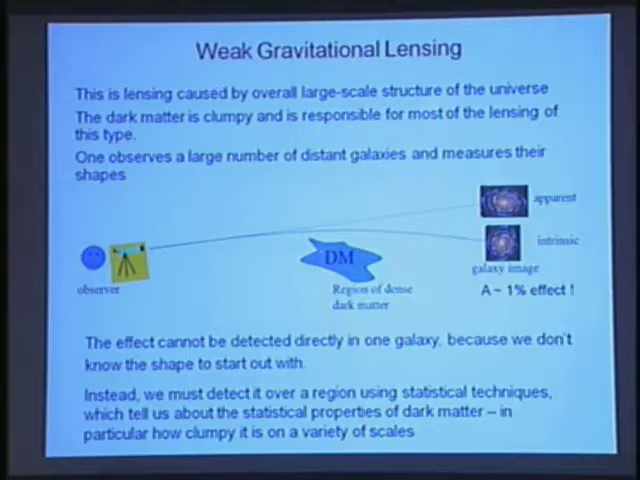 Weak Gravitational Lensing
This is lensing caused by overall large-scale structure of the universe
The dark matter is clumpy and is responsible for most of the lensing of
this type.
One observes a large number of distant galaxies and measures their
shapes
apparent
DM
intrinsic
galaxy image
observer
Region of dense
dark matter
A ~ 1% effect !
The effect cannot be detected directly in one galaxy, because we don't
know the shape to start out with.
Instead, we must detect it over a region using statistical techniques,
which tell us about the statistical properties of dark matter – in
particular how clumpy it is on a variety of scales